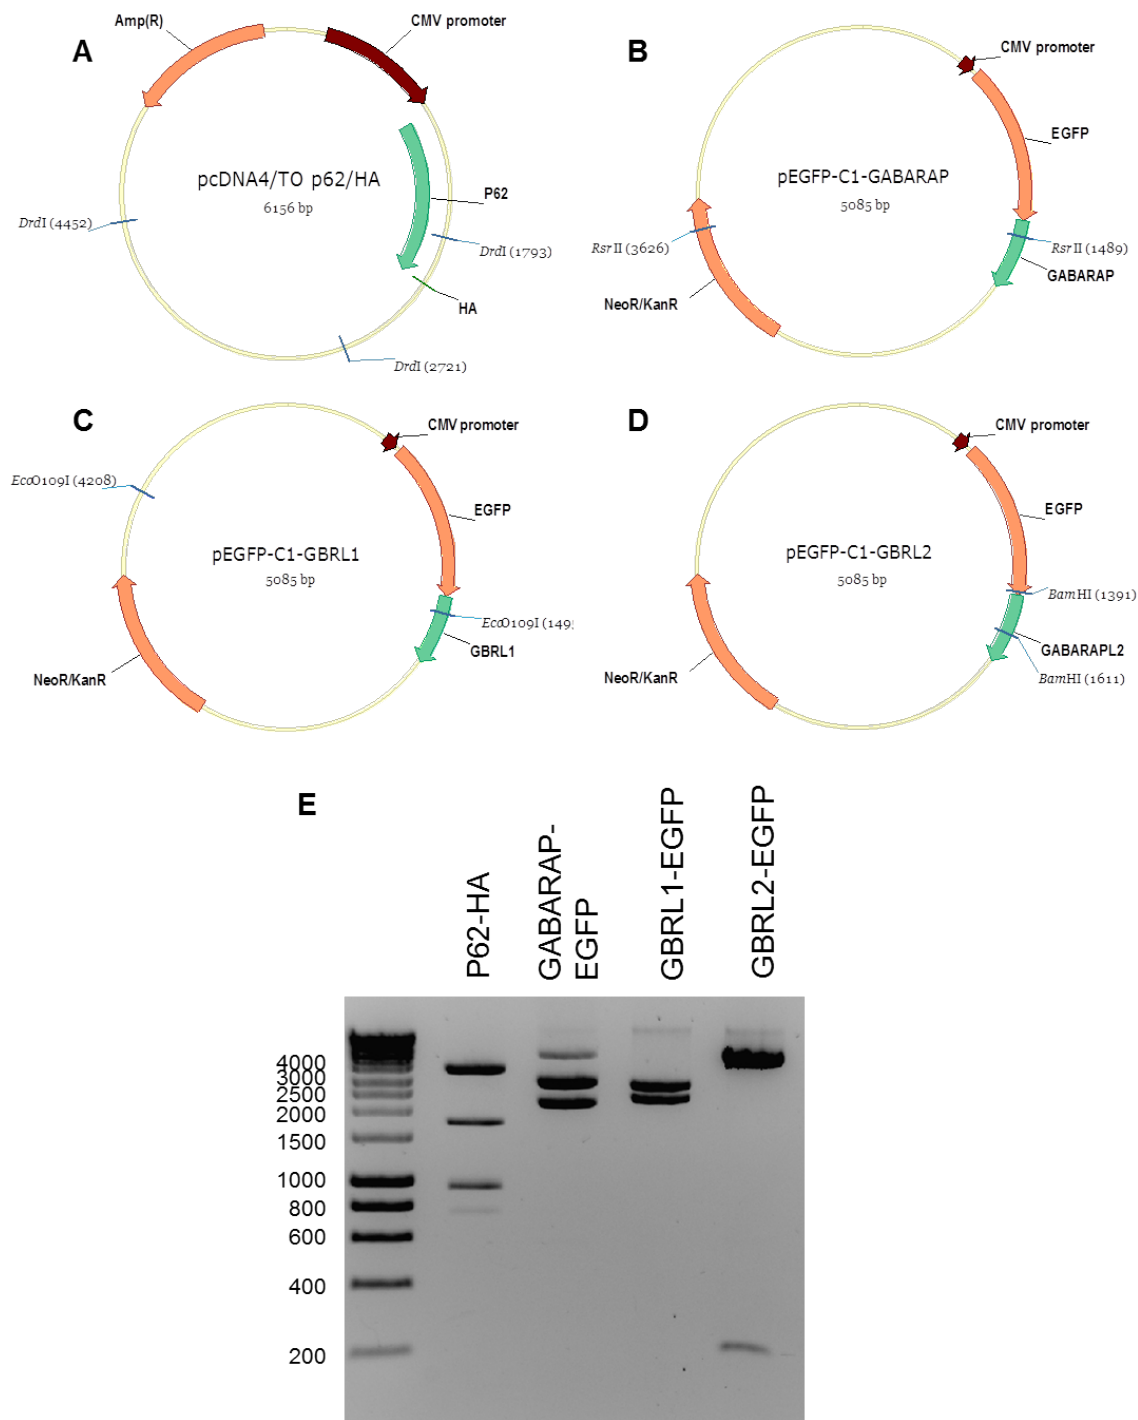 A
Amp(R)
CMV promoter
pcDNA4/TO p62/HA
6156 bp
P62
DrdI (4452)
DrdI (1793)
HA
DrdI (2721)
B
CMV promoter
EGFP
pEGFP-C1-GABARAP
5085 bp
RsrII (3626)
RsrII (1489)
GABARAP
NeoR/KanR
C
CMV promoter
EcoO109I (4208)
EGFP
pEGFP-C1-GBRL1
5085 bp
EcoO109I (149
GBRL1
NeoR/KanR
D
CMV promoter
EGFP
pEGFP-C1-GBRL2
5085 bp
BamHI (1391)
GABARAPL2
NeoR/KanR
BamHI (1611)
E
P62-HA
GABARAP-
EGFP
GBRL1-EGFP
GBRL2-EGFP
4000
3000
2500
2000
1500
1000
800
600
400
200